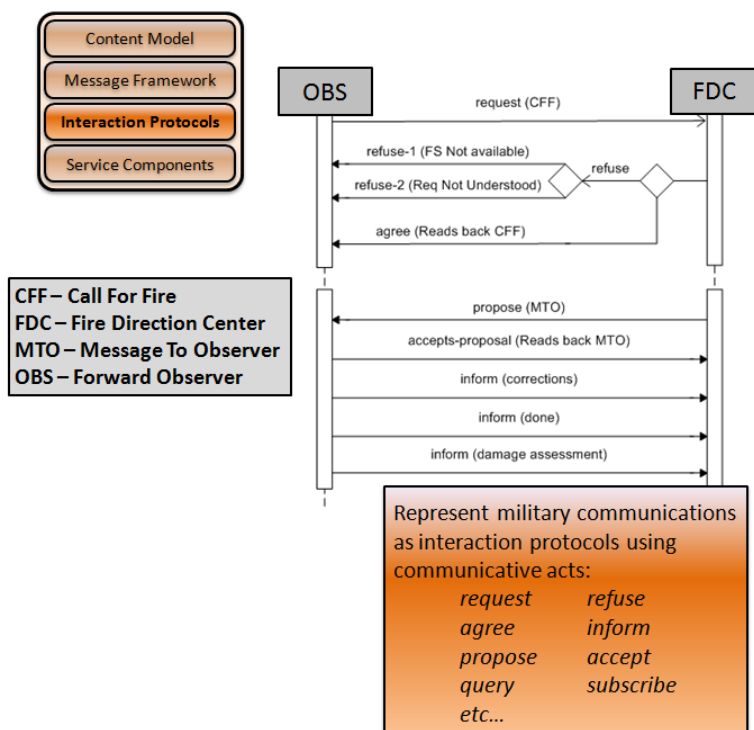 Content Model
Message Framework
Interaction Protocols
Service Components
OBS
FDC
request (CFF)
refuse-1 (FS Not available)
refuse
refuse-2 (Req Not Understood)
agree (Reads back CFF)
CFF – Call For Fire
FDC – Fire Direction Center
MTO – Message To Observer
OBS – Forward Observer
propose (MTO)
accepts-proposal (Reads back MTO)
inform (corrections)
inform (done)
inform (damage assessment)
Represent military communications
as interaction protocols using
communicative acts:
request refuse
agree inform
propose accept
query subscribe
etc...